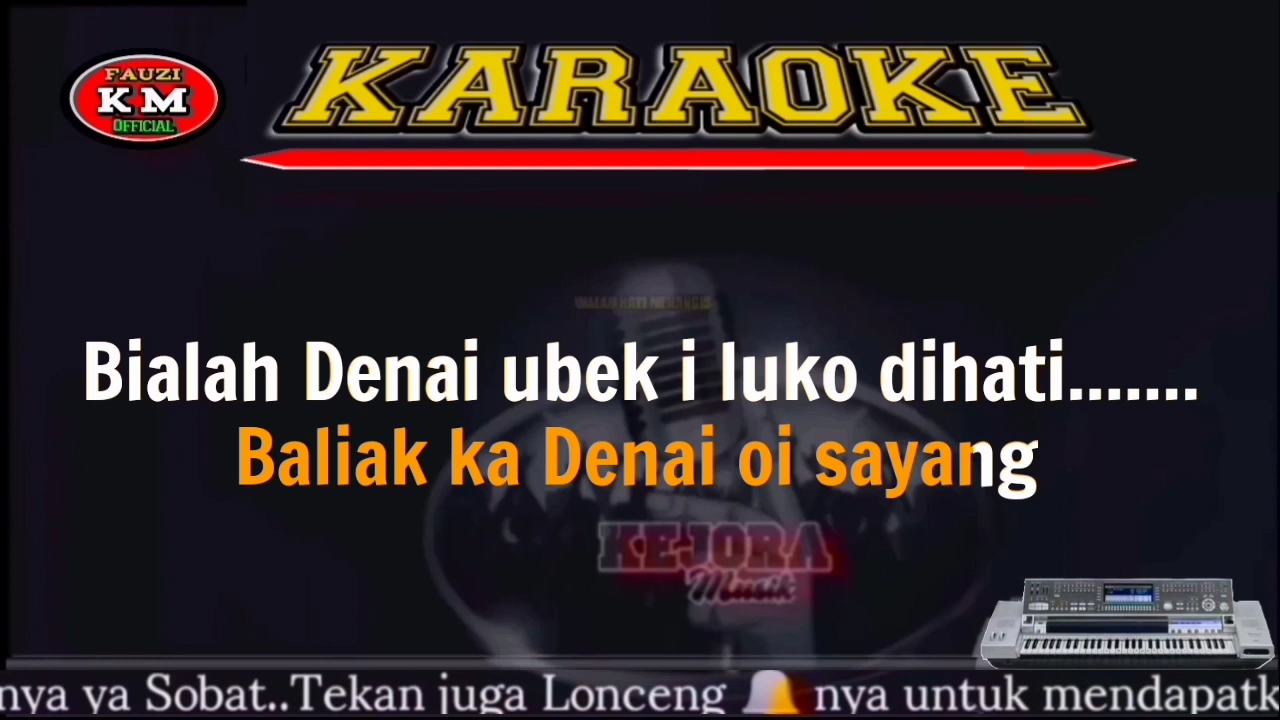 FAUZI
KM
OFFICIAL
KARAOKE
Bialah Denai ubek i luko dihati.......
Baliak ka Denai oi sayang
KEJORA
Musik
nya ya Sobat..Tekan juga Lonceng 🔔 nya untuk mendapatk